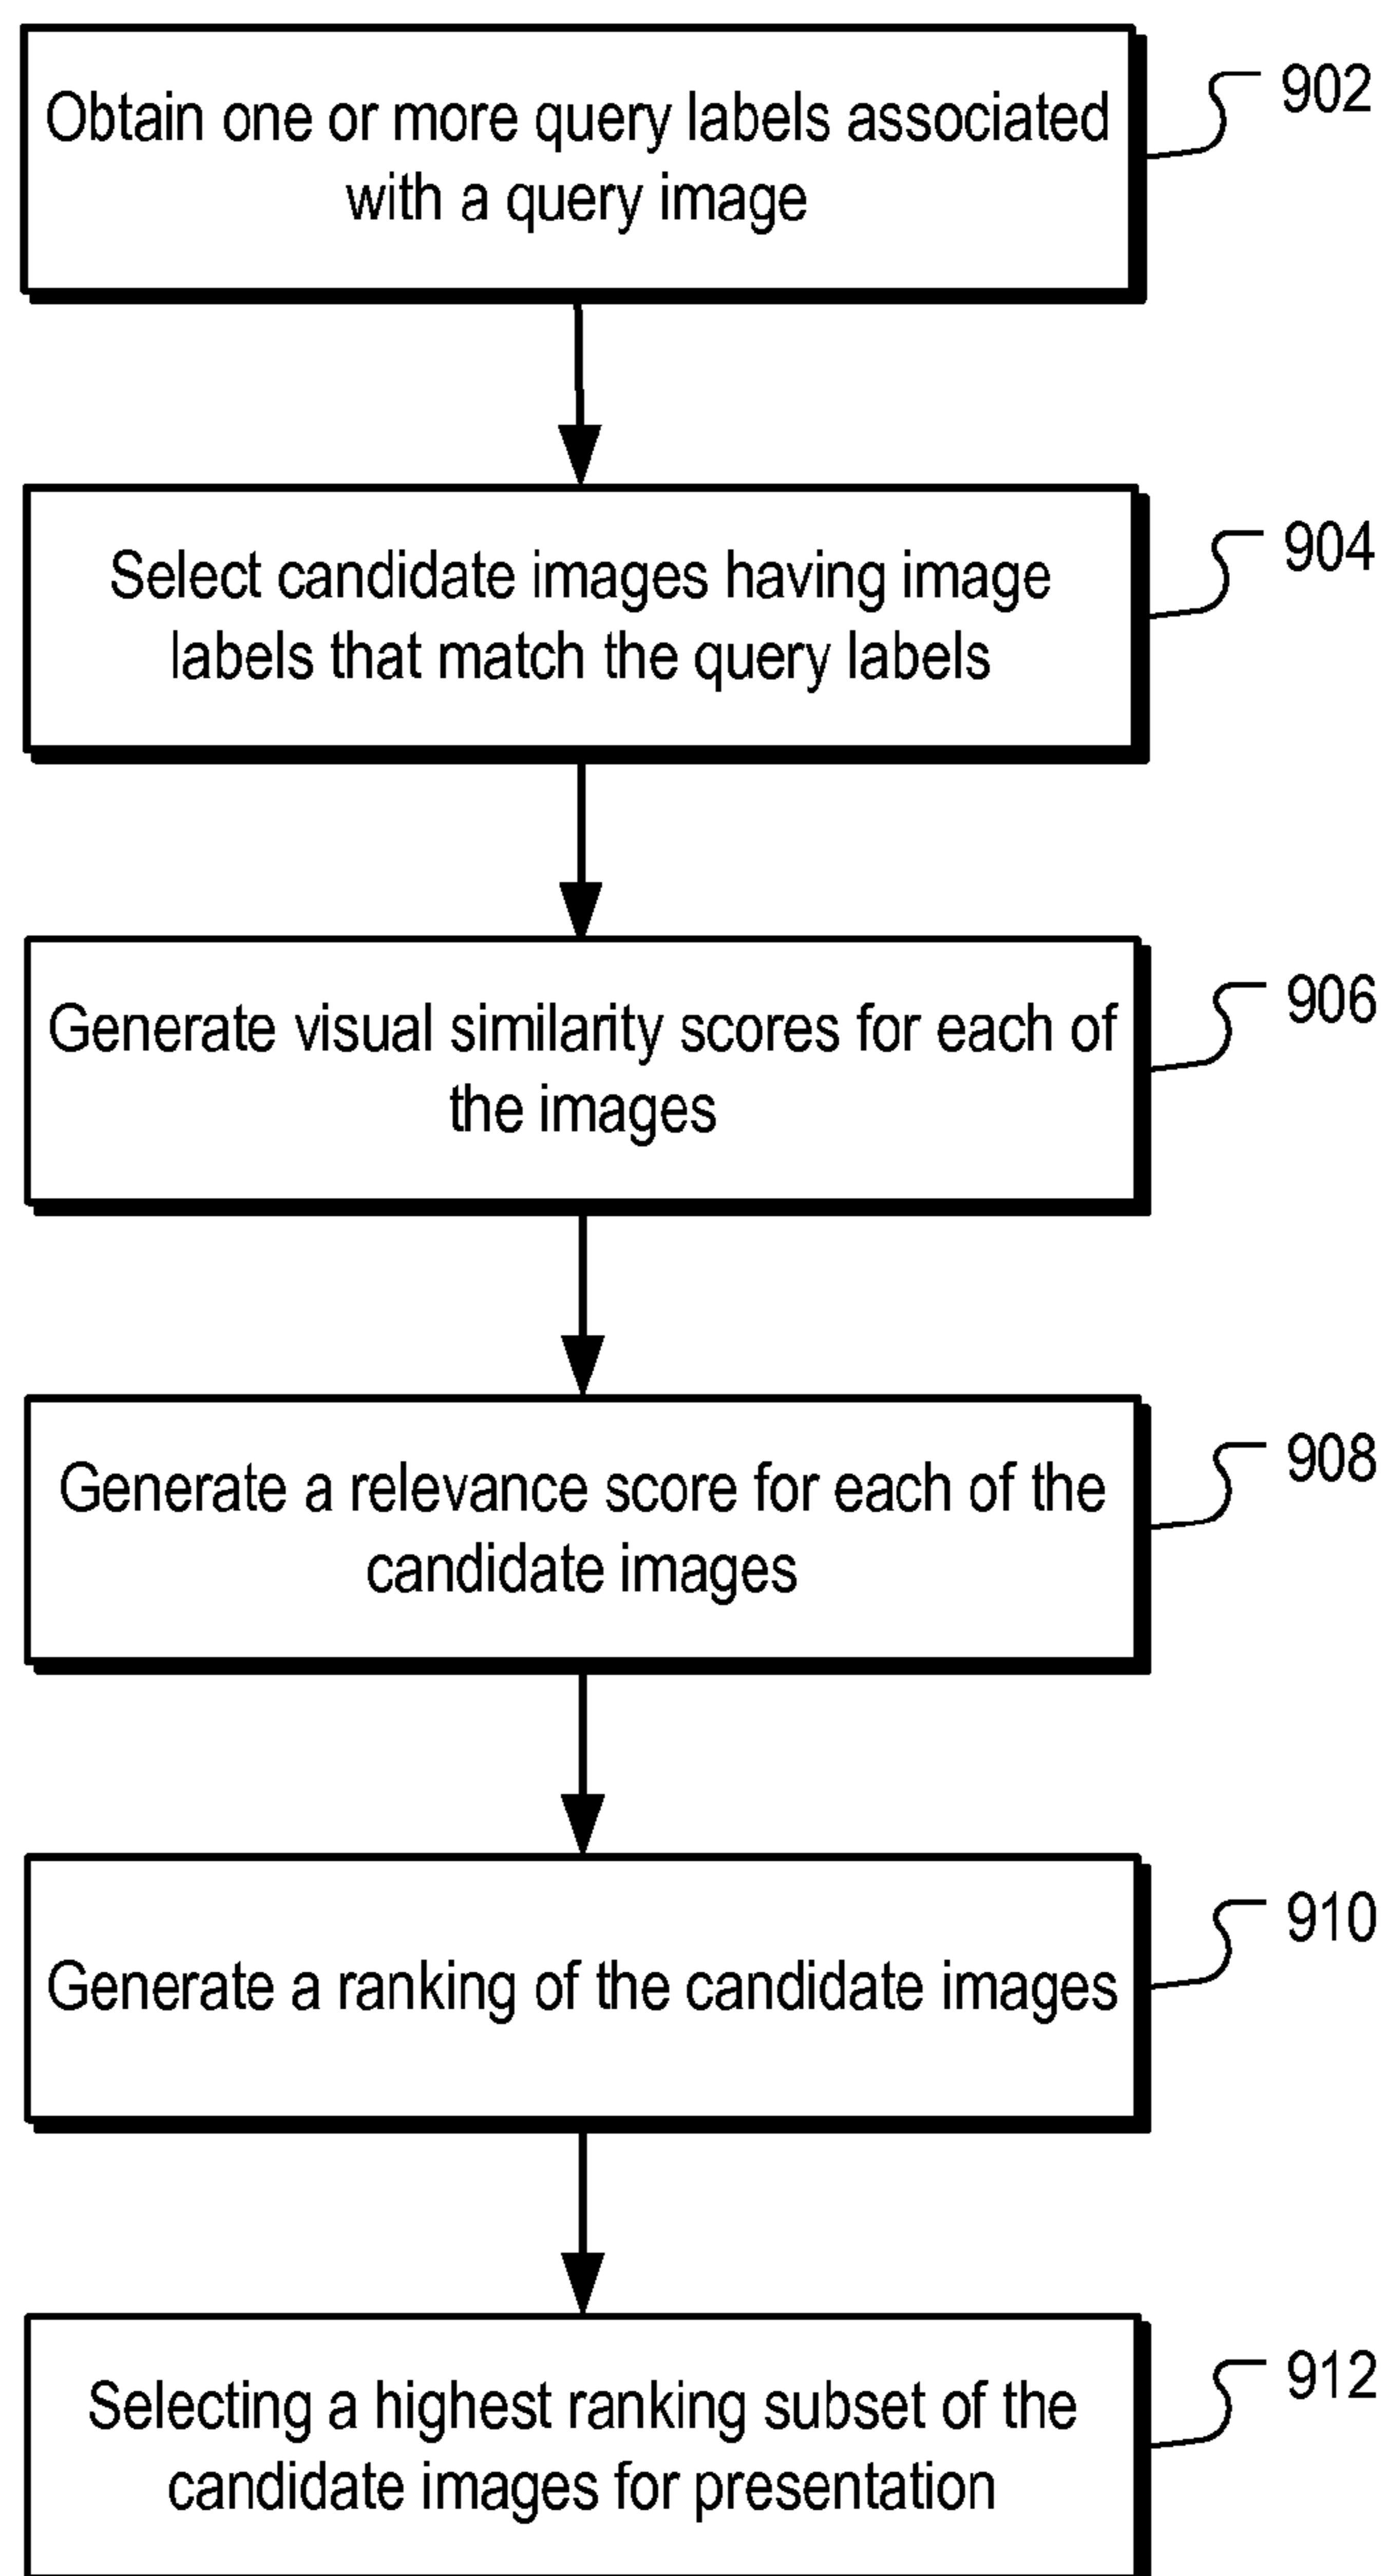 Obtain one or more query labels associated
with a query image
902
Select candidate images having image
labels that match the query labels
904
Generate visual similarity scores for each of
the images
906
Generate a relevance score for each of the
candidate images
908
Generate a ranking of the candidate images
910
Selecting a highest ranking subset of the
candidate images for presentation
912